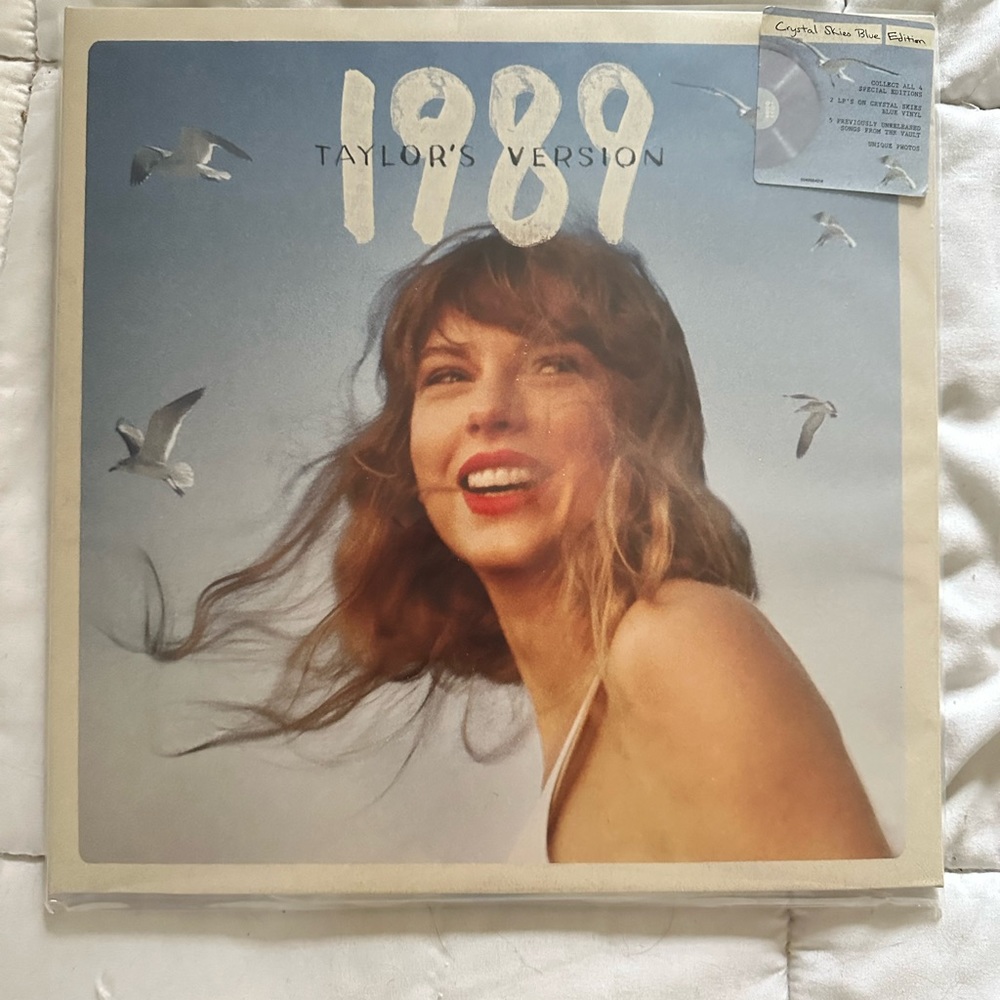 1989
TAYLOR'S VERSION
Crystal Skies Blue Edition
COLLECT ALL 4
SPECIAL EDITIONS
2 LP'S ON CRYSTAL SKIES
BLUE VINYL
5 PREVIOUSLY UNRELEASED
SONGS FROM THE VAULT
UNIQUE PHOTOS